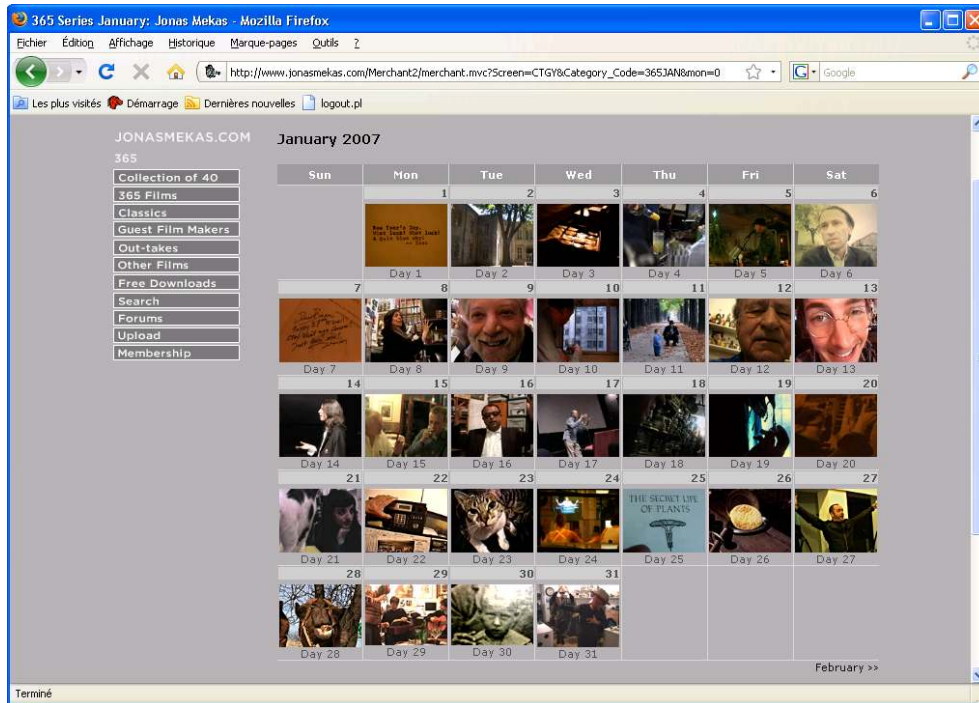 365 Series January: Jonas Mekas - Mozilla Firefox
Fichier Édition Affichage Historique Marque-pages Outils ?
http://www.jonasmekas.com/Merchant2/merchant.mvc?Screen=CTGY&Category_Code=365JAN&mon=0
G Google
Les plus visités Démarrage Dernières nouvelles logout.pl
JONASMEKAS.COM
365
Collection of 40
365 Films
Classics
Guest Film Makers
Out-takes
Other Films
Free Downloads
Search
Forums
Upload
Membership
January 2007
Sun Mon Tue Wed Thu Fri Sat
1 2 3 4 5 6
New Year's Day.
Day 1 Day 2 Day 3 Day 4 Day 5 Day 6
7 8 9 10 11 12 13
Day 7 Day 8 Day 9 Day 10 Day 11 Day 12 Day 13
14 15 16 17 18 19 20
Day 14 Day 15 Day 16 Day 17 Day 18 Day 19 Day 20
21 22 23 24 25 26 27
THE SECRET LIFE
OF PLANTS
Day 21 Day 22 Day 23 Day 24 Day 25 Day 26 Day 27
28 29 30 31
Day 28 Day 29 Day 30 Day 31
February >>
Terminé